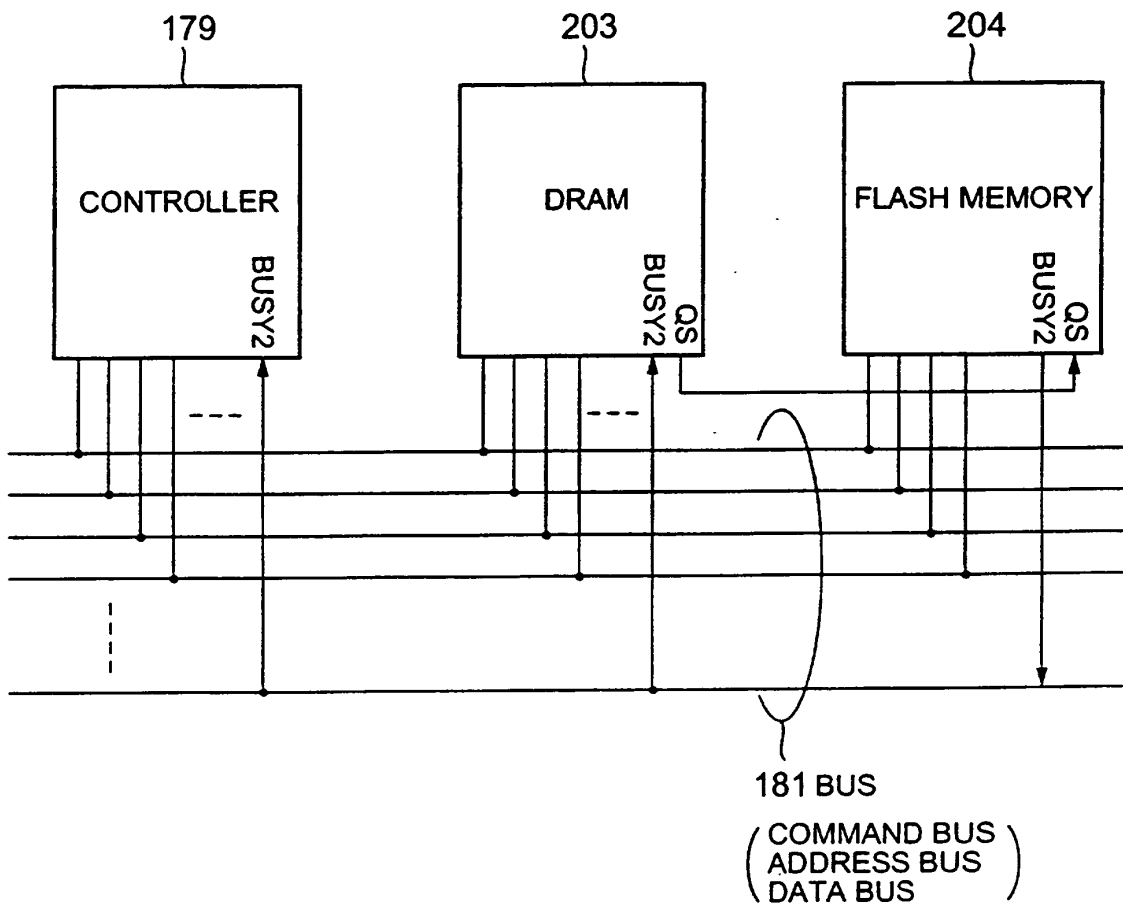 179
203
204
CONTROLLER
BUSY2
DRAM
BUSY2
QS
FLASH MEMORY
BUSY2
QS
181 BUS
COMMAND BUS
ADDRESS BUS
DATA BUS